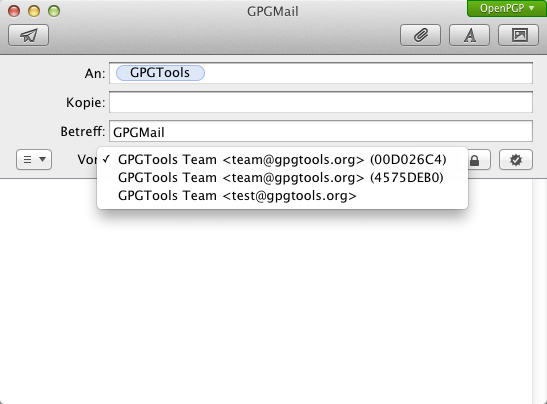 GPGMail
OpenPGP
An: GPGTools
Kopie:
Betreff: GPGMail
Von
GPGTools Team <team@gpgtools.org> (00D026C4)
GPGTools Team <team@gpgtools.org> (4575DEB0)
GPGTools Team <test@gpgtools.org>